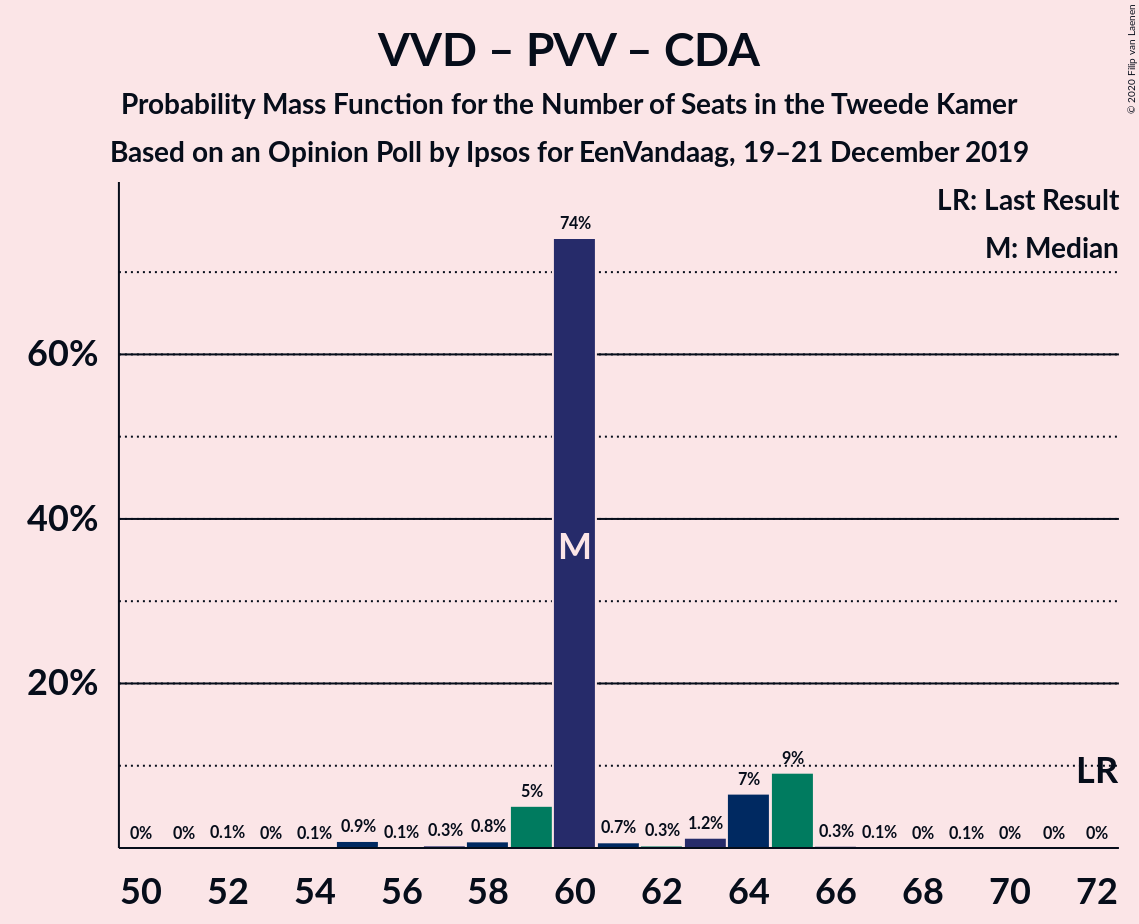 VVD – PVV – CDA
Probability Mass Function for the Number of Seats in the Tweede Kamer
Based on an Opinion Poll by Ipsos for EenVandaag, 19–21 December 2019
© 2020 Filip van Laenen
LR: Last Result
M: Median
60%
40%
20%
0% 0% 0.1% 0% 0.1% 0.9% 0.1% 0.3% 0.8% 5% 74% 0.7% 0.3% 1.2% 7% 9% 0.3% 0.1% 0% 0.1% 0% 0% 0%
M
LR
50 52 54 56 58 60 62 64 66 68 70 72